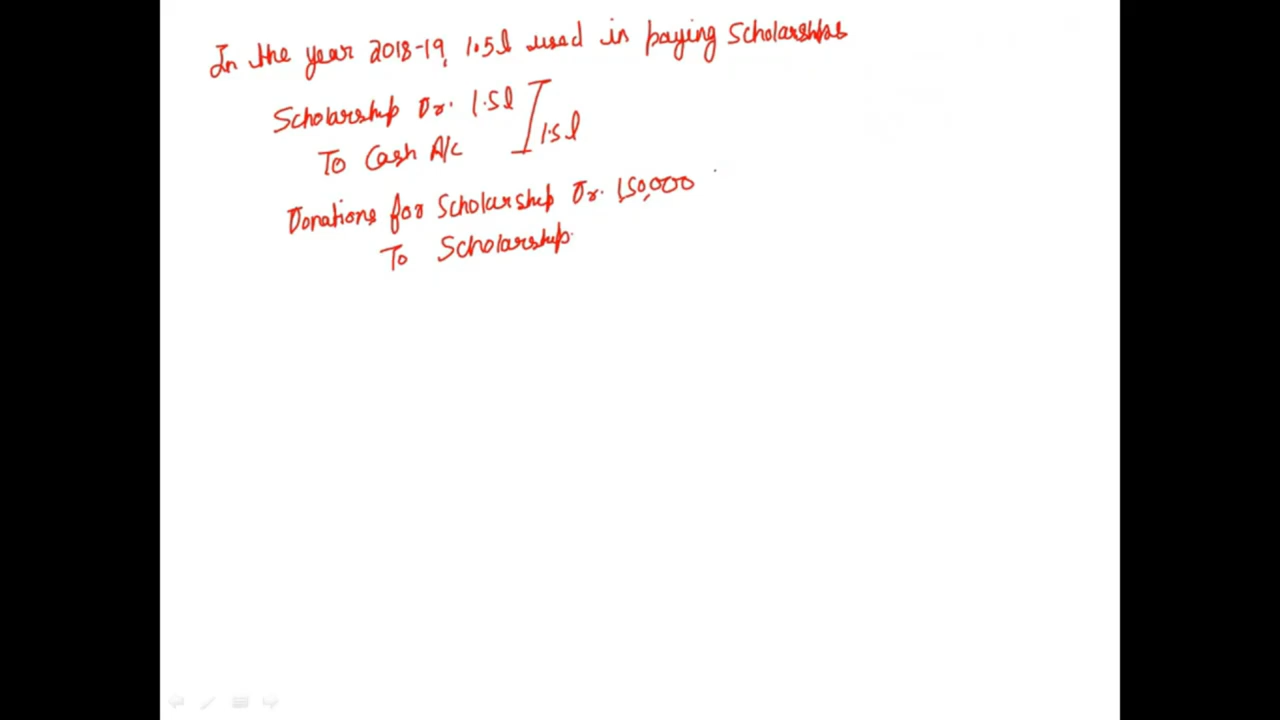 In the year 2018-19, 1.5l used in paying Scholarships
Scholarship Dr. 1.5l
To Cash A/c 1.5l
Donations for Scholarship Dr. 1,50,000
To Scholarship